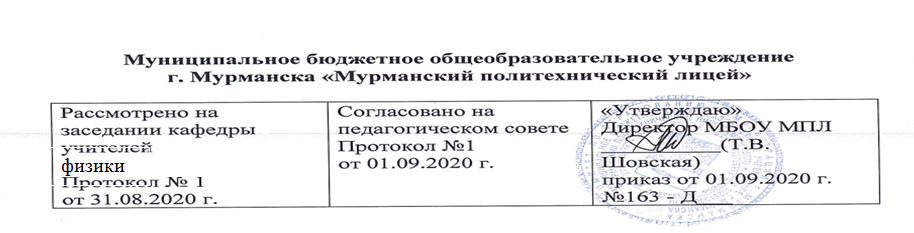 Муниципальное бюджетное общеобразовательное учреждение
г. Мурманска «Мурманский политехнический лицей»
Рассмотрено на
заседании кафедры
учителей
физики
Протокол № 1
от 31.08.2020 г.
Согласовано на
педагогическом совете
Протокол №1
от 01.09.2020 г.
«Утверждаю»
Директор МБОУ МПЛ
____________(Т.В.
Шовская)
приказ от 01.09.2020 г.
№163 - Д___